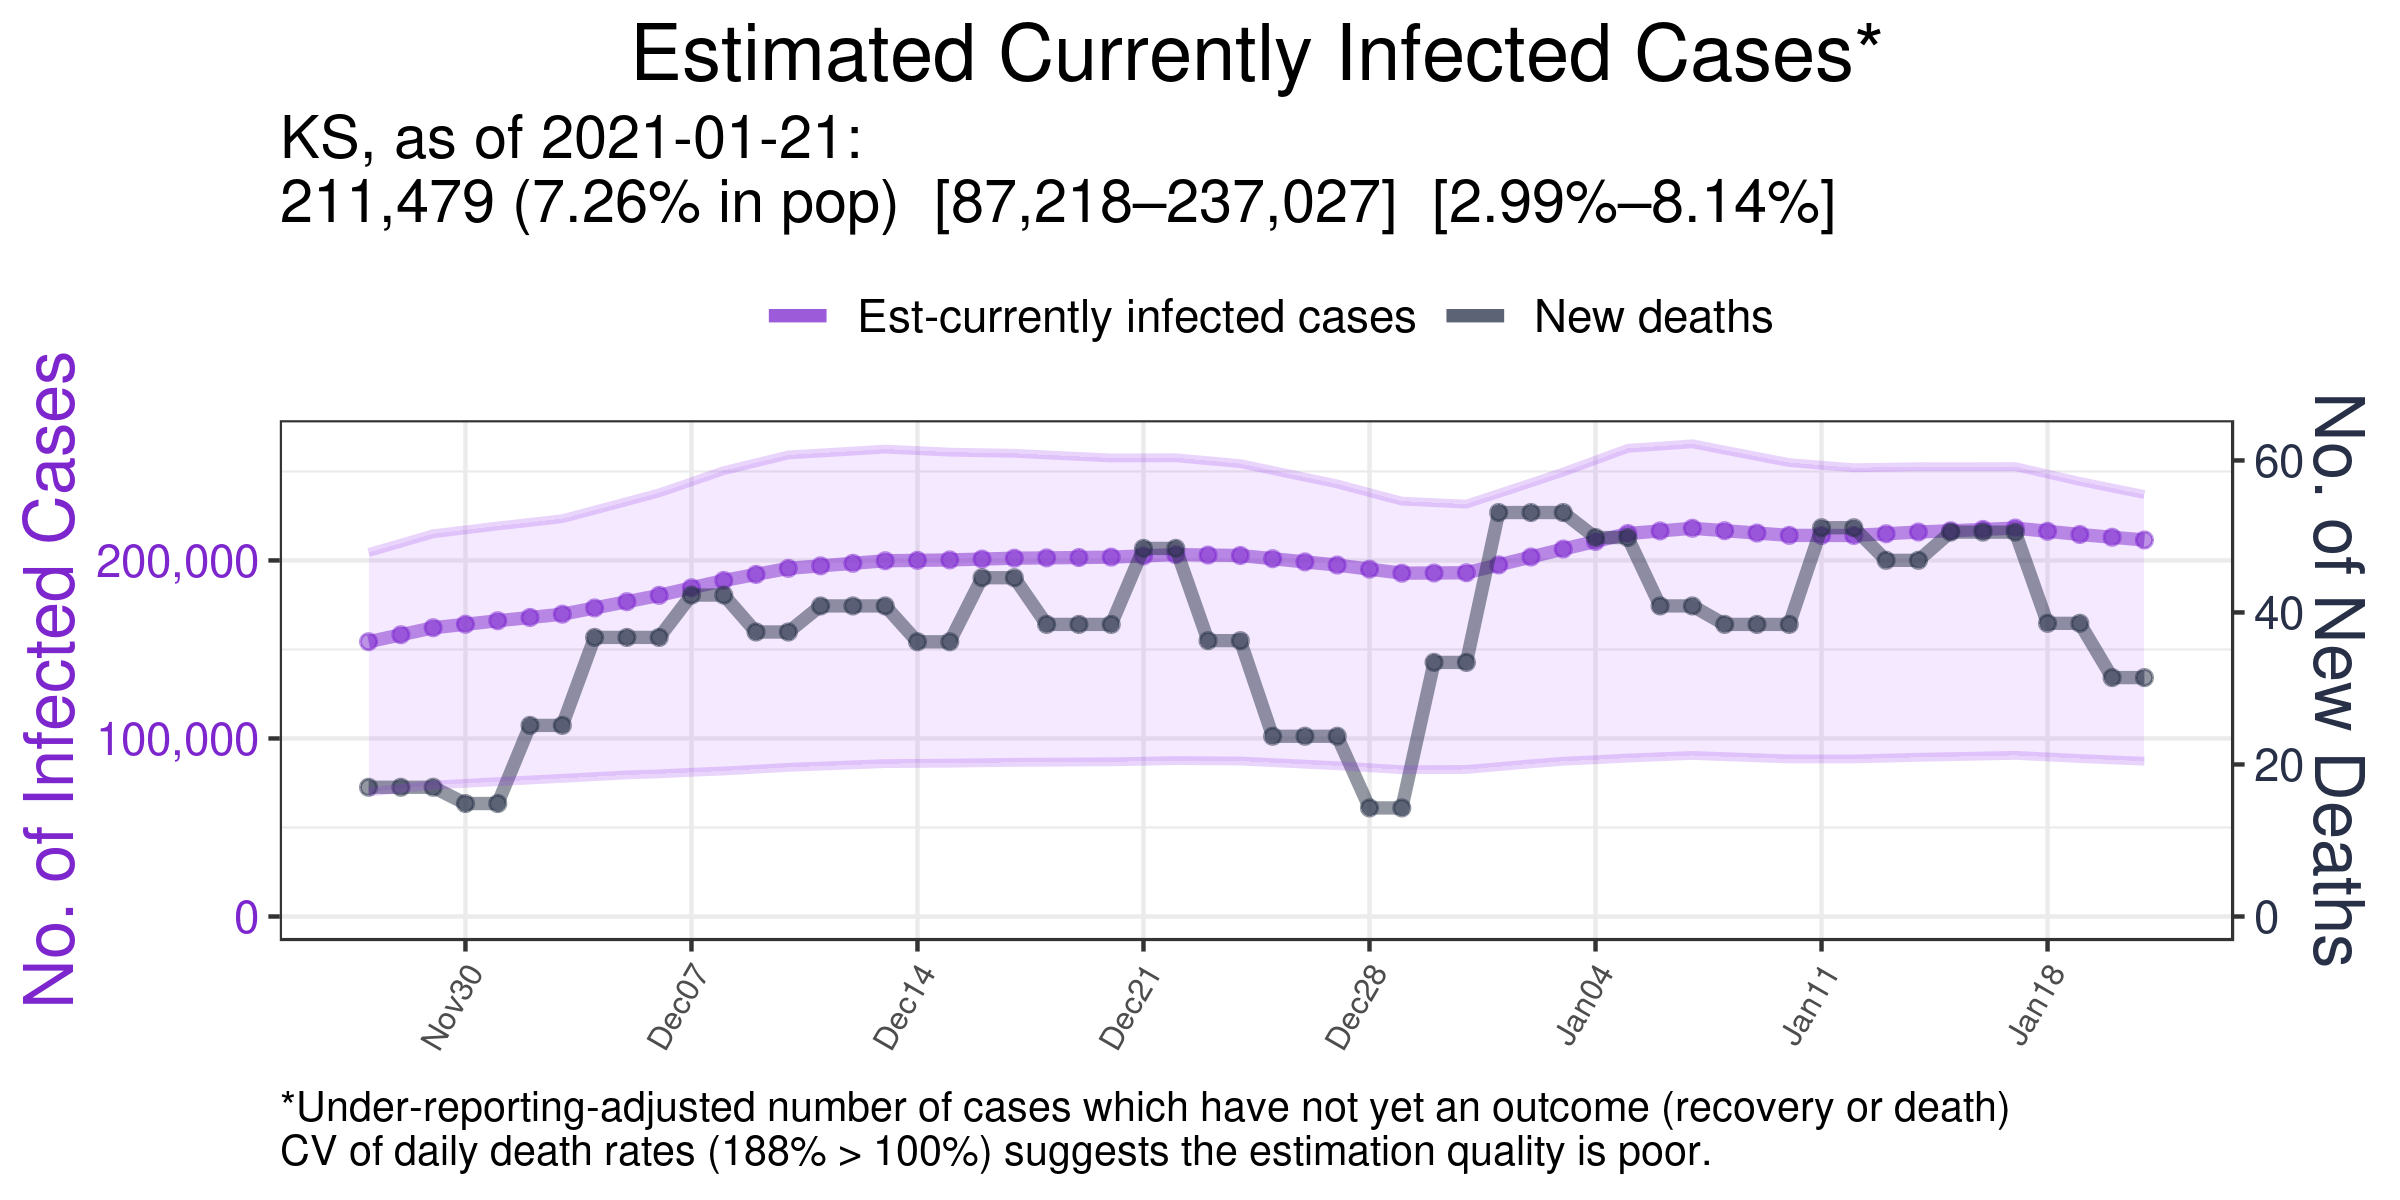 Estimated Currently Infected Cases*
KS, as of 2021-01-21:
211,479 (7.26% in pop) [87,218–237,027] [2.99%–8.14%]
Est-currently infected cases
New deaths
No. of Infected Cases
200,000
100,000
0
No. of New Deaths
60
40
20
0
Nov30
Dec07
Dec14
Dec21
Dec28
Jan04
Jan11
Jan18
*Under-reporting-adjusted number of cases which have not yet an outcome (recovery or death)
CV of daily death rates (188% > 100%) suggests the estimation quality is poor.